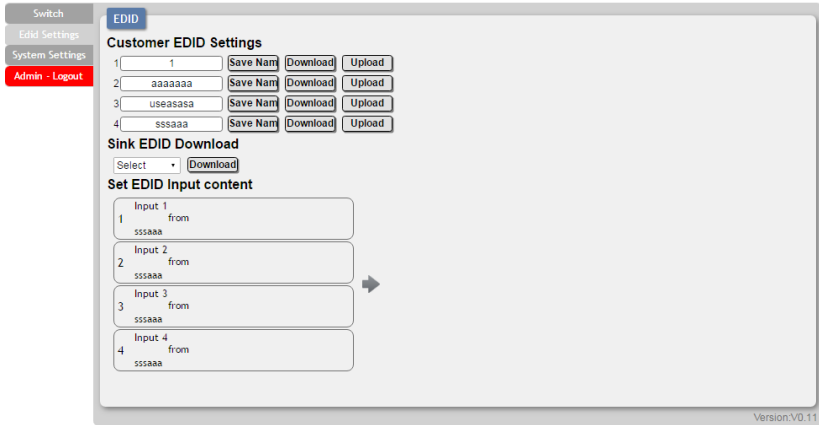 Switch
Edid Settings
System Settings
Admin - Logout
EDID
Customer EDID Settings
1 1 Save Nam Download Upload
2 aaaaaaa Save Nam Download Upload
3 useasasa Save Nam Download Upload
4 sssaaa Save Nam Download Upload
Sink EDID Download
Select Download
Set EDID Input content
Input 1
1 from
sssaaa
Input 2
2 from
sssaaa
Input 3
3 from
sssaaa
Input 4
4 from
sssaaa
Version:V0.11